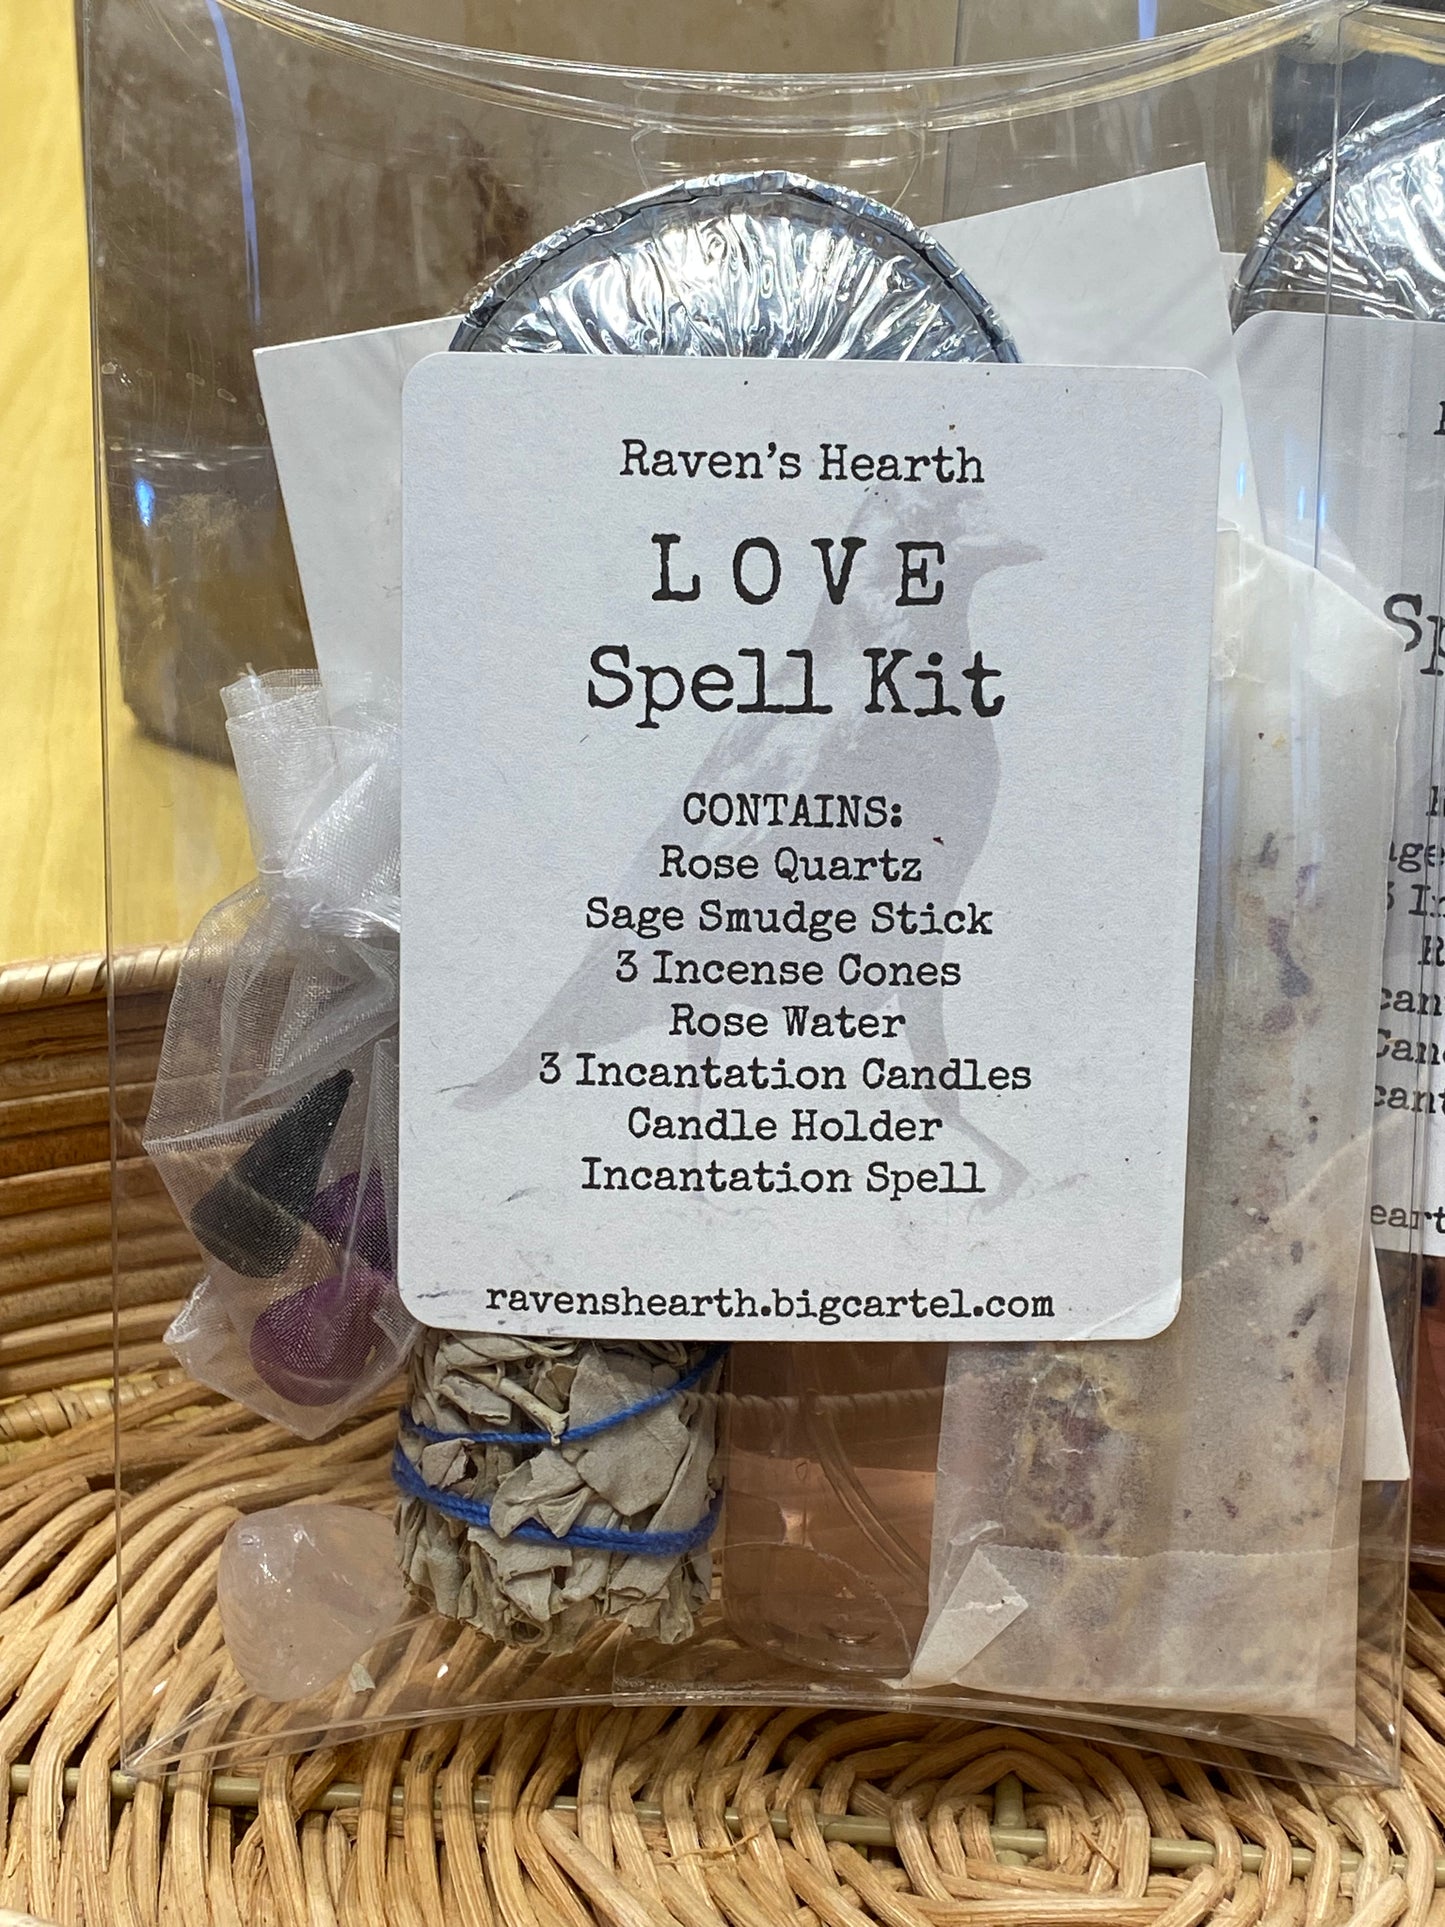 Raven's Hearth
LOVE
Spell Kit
CONTAINS:
Rose Quartz
Sage Smudge Stick
3 Incense Cones
Rose Water
3 Incantation Candles
Candle Holder
Incantation Spell
ravenshearth.bigcartel.com